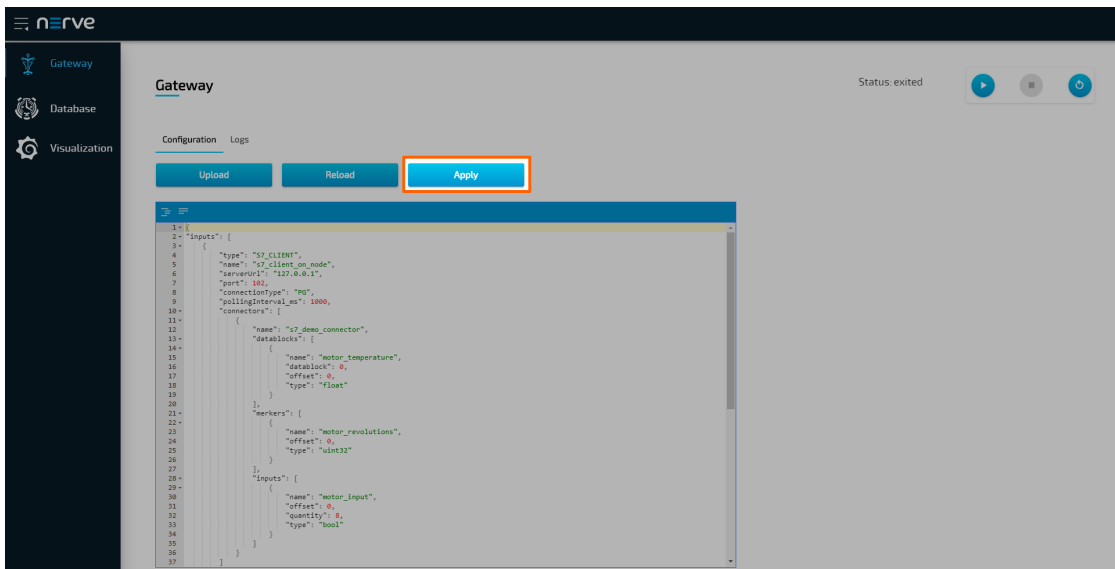 nerve
Gateway
Database
Visualization
Gateway
Status: exited
Configuration Logs
Upload Reload Apply
1 {
2 "inputs": [
3 {
4 "type": "S7_CLIENT",
5 "name": "s7_client_on_node",
6 "serverUrl": "127.0.0.1",
7 "port": 102,
8 "connectionType": "PG",
9 "pollingInterval_ms": 1000,
10 "connectors": [
11 {
12 "name": "s7_demo_connector",
13 "datablocks": [
14 {
15 "name": "motor_temperature",
16 "datablock": 0,
17 "offset": 0,
18 "type": "float"
19 }
20 ],
21 "merkers": [
22 {
23 "name": "motor_revolutions",
24 "offset": 0,
25 "type": "uint32"
26 }
27 ],
28 "inputs": [
29 {
30 "name": "motor_input",
31 "offset": 0,
32 "quantity": 8,
33 "type": "bool"
34 }
35 ]
36 }
37 ]